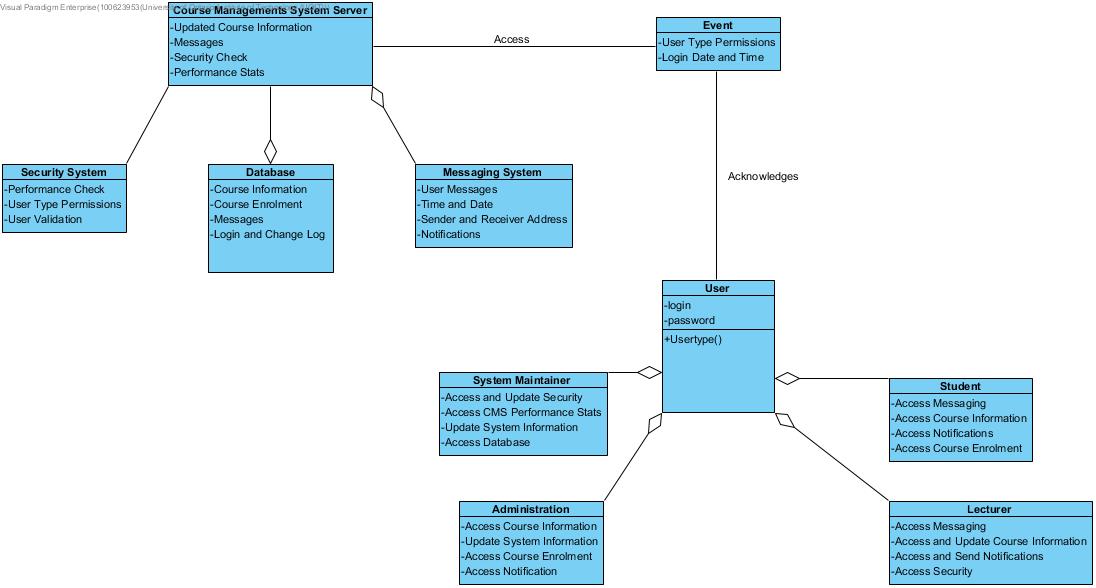 Visual Paradigm Enterprise(100623953(Univers
Course Managements System Server
-Updated Course Information
-Messages
-Security Check
-Performance Stats
Access
Event
-User Type Permissions
-Login Date and Time
Security System
-Performance Check
-User Type Permissions
-User Validation
Database
-Course Information
-Course Enrolment
-Messages
-Login and Change Log
Messaging System
-User Messages
-Time and Date
-Sender and Receiver Address
-Notifications
Acknowledges
User
-login
-password
+Usertype()
System Maintainer
-Access and Update Security
-Access CMS Performance Stats
-Update System Information
-Access Database
Student
-Access Messaging
-Access Course Information
-Access Notifications
-Access Course Enrolment
Administration
-Access Course Information
-Update System Information
-Access Course Enrolment
-Access Notification
Lecturer
-Access Messaging
-Access and Update Course Information
-Access and Send Notifications
-Access Security